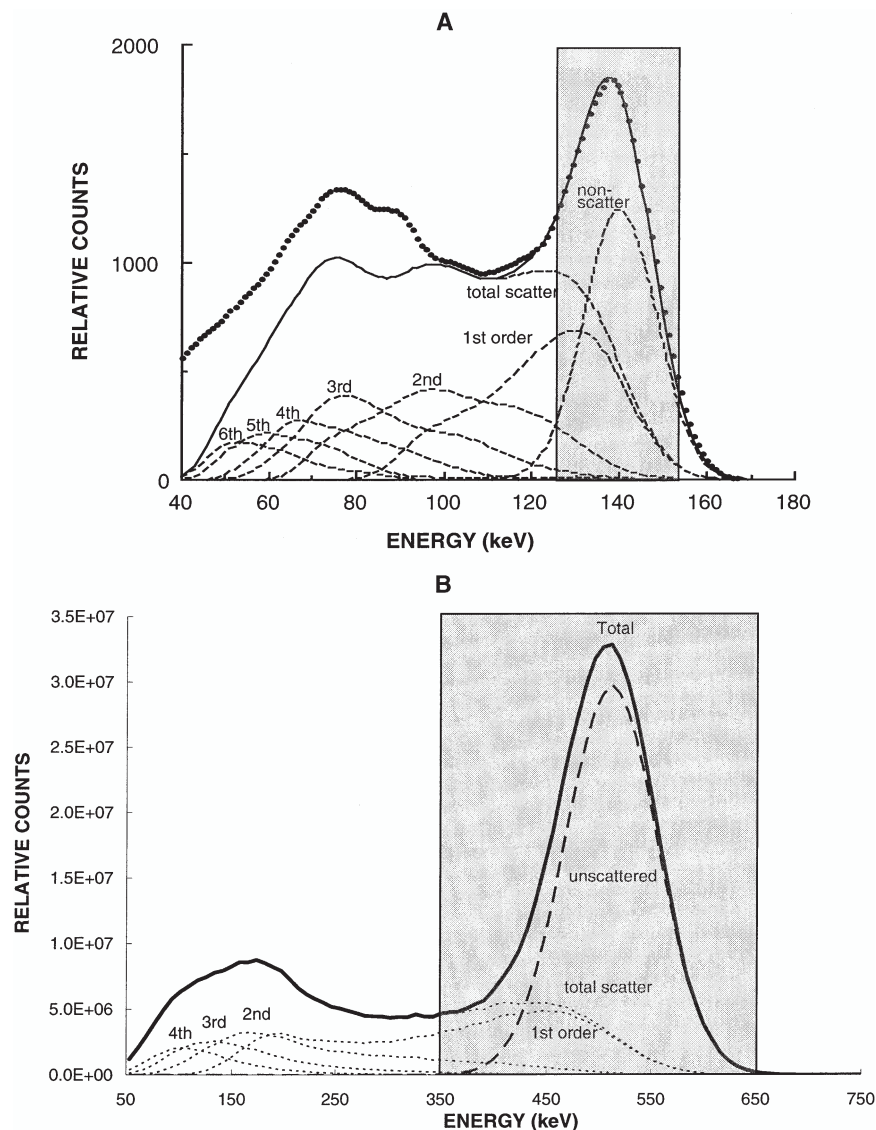 A
2000
1000
0
RELATIVE COUNTS
non-
scatter
total scatter
1st order
2nd
3rd
4th
5th
6th
40 60 80 100 120 140 160 180
ENERGY (keV)
B
3.5E+07
3.0E+07
2.5E+07
2.0E+07
1.5E+07
1.0E+07
5.0E+06
0.0E+00
RELATIVE COUNTS
Total
unscattered
total scatter
1st order
2nd
3rd
4th
50 150 250 350 450 550 650 750
ENERGY (keV)